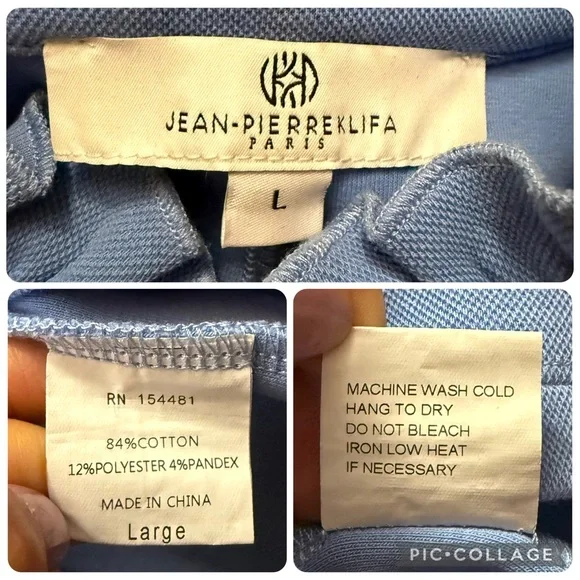 JEAN-PIERREKLIFA
PARIS
L
RN 154481
84%COTTON
12%POLYESTER 4%PANDEX
MADE IN CHINA
Large
MACHINE WASH COLD
HANG TO DRY
DO NOT BLEACH
IRON LOW HEAT
IF NECESSARY
PIC•COLLAGE